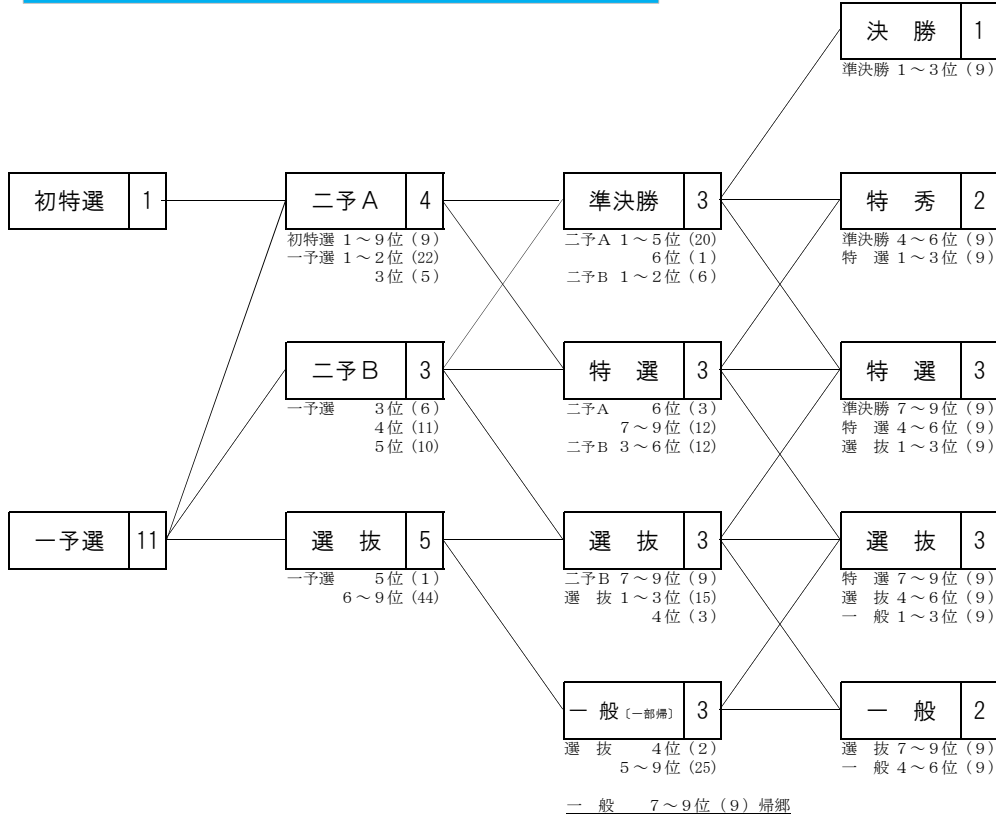 初特選 1
一予選 11
二予Ａ 4
初特選 １～９位（９）
一予選 １～２位（22）
３位（５）
二予Ｂ 3
一予選 ３位（６）
４位（11）
５位（10）
選 抜 5
一予選 ５位（１）
６～９位（44）
準決勝 3
二予Ａ １～５位（20）
６位（１）
二予Ｂ １～２位（６）
特 選 3
二予Ａ ６位（３）
７～９位（12）
二予Ｂ ３～６位（12）
選 抜 3
二予Ｂ ７～９位（９）
選 抜 １～３位（15）
４位（３）
一 般〔一部帰〕 3
選 抜 ４位（２）
５～９位（25）
一 般 ７～９位（９）帰郷
決 勝 1
準決勝 １～３位（９）
特 秀 2
準決勝 ４～６位（９）
特 選 １～３位（９）
特 選 3
準決勝 ７～９位（９）
特 選 ４～６位（９）
選 抜 １～３位（９）
選 抜 3
特 選 ７～９位（９）
選 抜 ４～６位（９）
一 般 １～３位（９）
一 般 2
選 抜 ７～９位（９）
一 般 ４～６位（９）